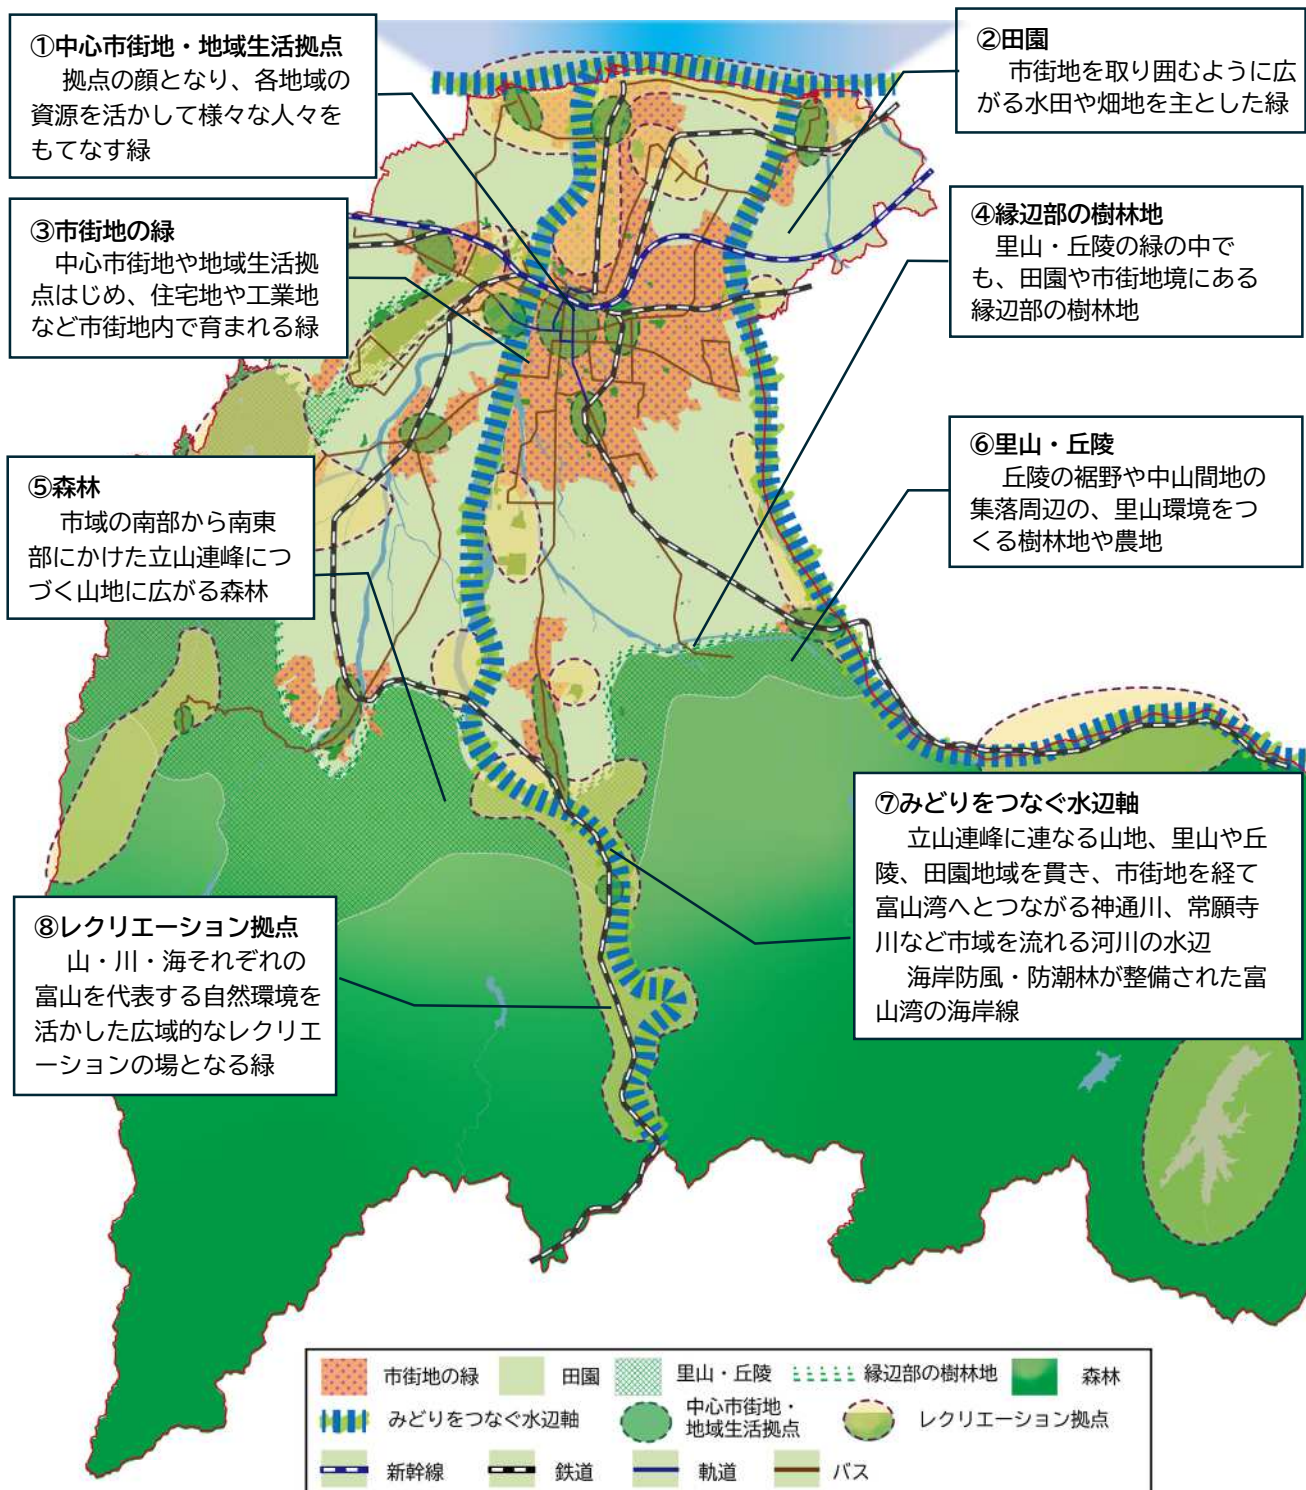 ①中心市街地・地域生活拠点
拠点の顔となり、各地域の
資源を活かして様々な人々を
もてなす緑
②田園
市街地を取り囲むように広
がる水田や畑地を主とした緑
③市街地の緑
中心市街地や地域生活拠
点はじめ、住宅地や工業地
など市街地内で育まれる緑
④縁辺部の樹林地
里山・丘陵の緑の中で
も、田園や市街地境にある
縁辺部の樹林地
⑤森林
市域の南部から南東
部にかけた立山連峰につ
づく山地に広がる森林
⑥里山・丘陵
丘陵の裾野や中山間地の
集落周辺の、里山環境をつ
くる樹林地や農地
⑦みどりをつなぐ水辺軸
立山連峰に連なる山地、里山や丘
陵、田園地域を貫き、市街地を経て
富山湾へとつながる神通川、常願寺
川など市域を流れる河川の水辺
海岸防風・防潮林が整備された富
山湾の海岸線
⑧レクリエーション拠点
山・川・海それぞれの
富山を代表する自然環境を
活かした広域的なレクリエ
ーションの場となる緑
市街地の緑 田園 里山・丘陵 縁辺部の樹林地 森林
みどりをつなぐ水辺軸 中心市街地・
地域生活拠点 レクリエーション拠点
新幹線 鉄道 軌道 バス